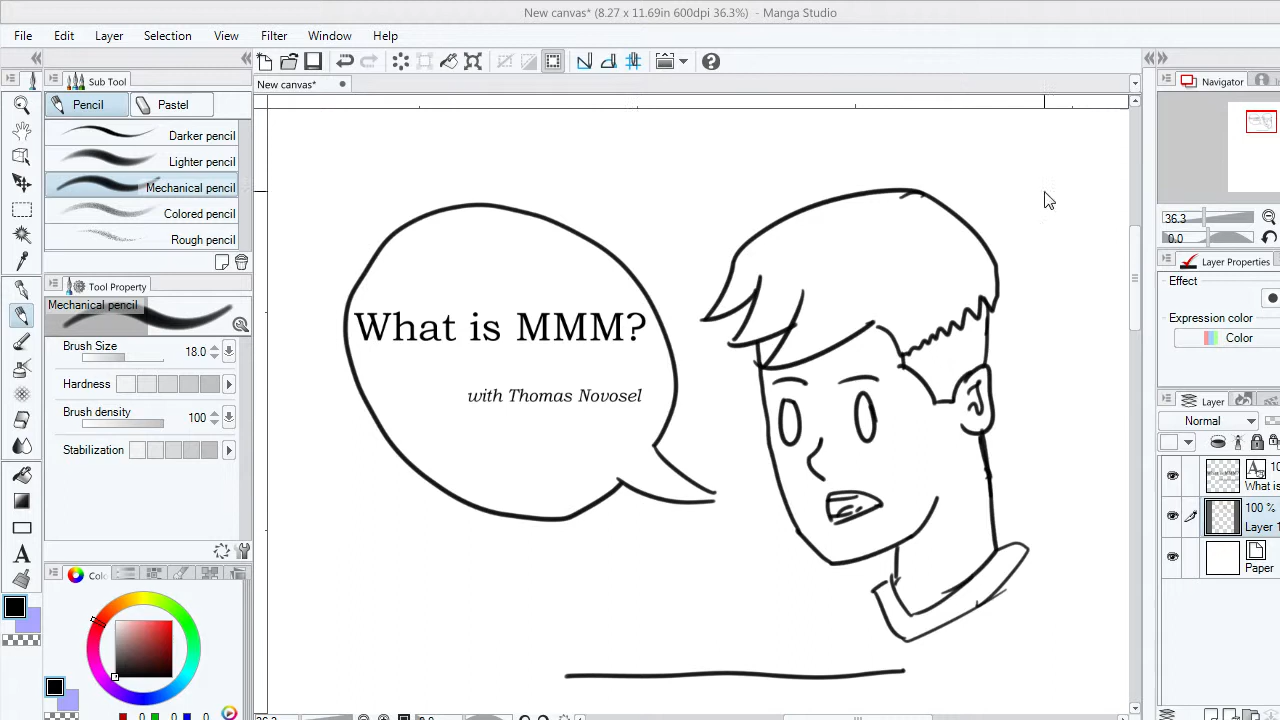 New canvas* (8.27 x 11.69in 600dpi 36.3%) - Manga Studio
File Edit Layer Selection View Filter Window Help
Sub Tool
New canvas*
Navigator
Pencil Pastel
Darker pencil
Lighter pencil
Mechanical pencil
Colored pencil
Rough pencil
36.3
0.0
Layer Properties
Tool Property
Effect
Mechanical pencil
Expression color
Color
Brush Size 18.0
Hardness
Brush density 100
Stabilization
What is MMM?
with Thomas Novosel
Layer
Normal
What is
100 %
Layer 1
Paper